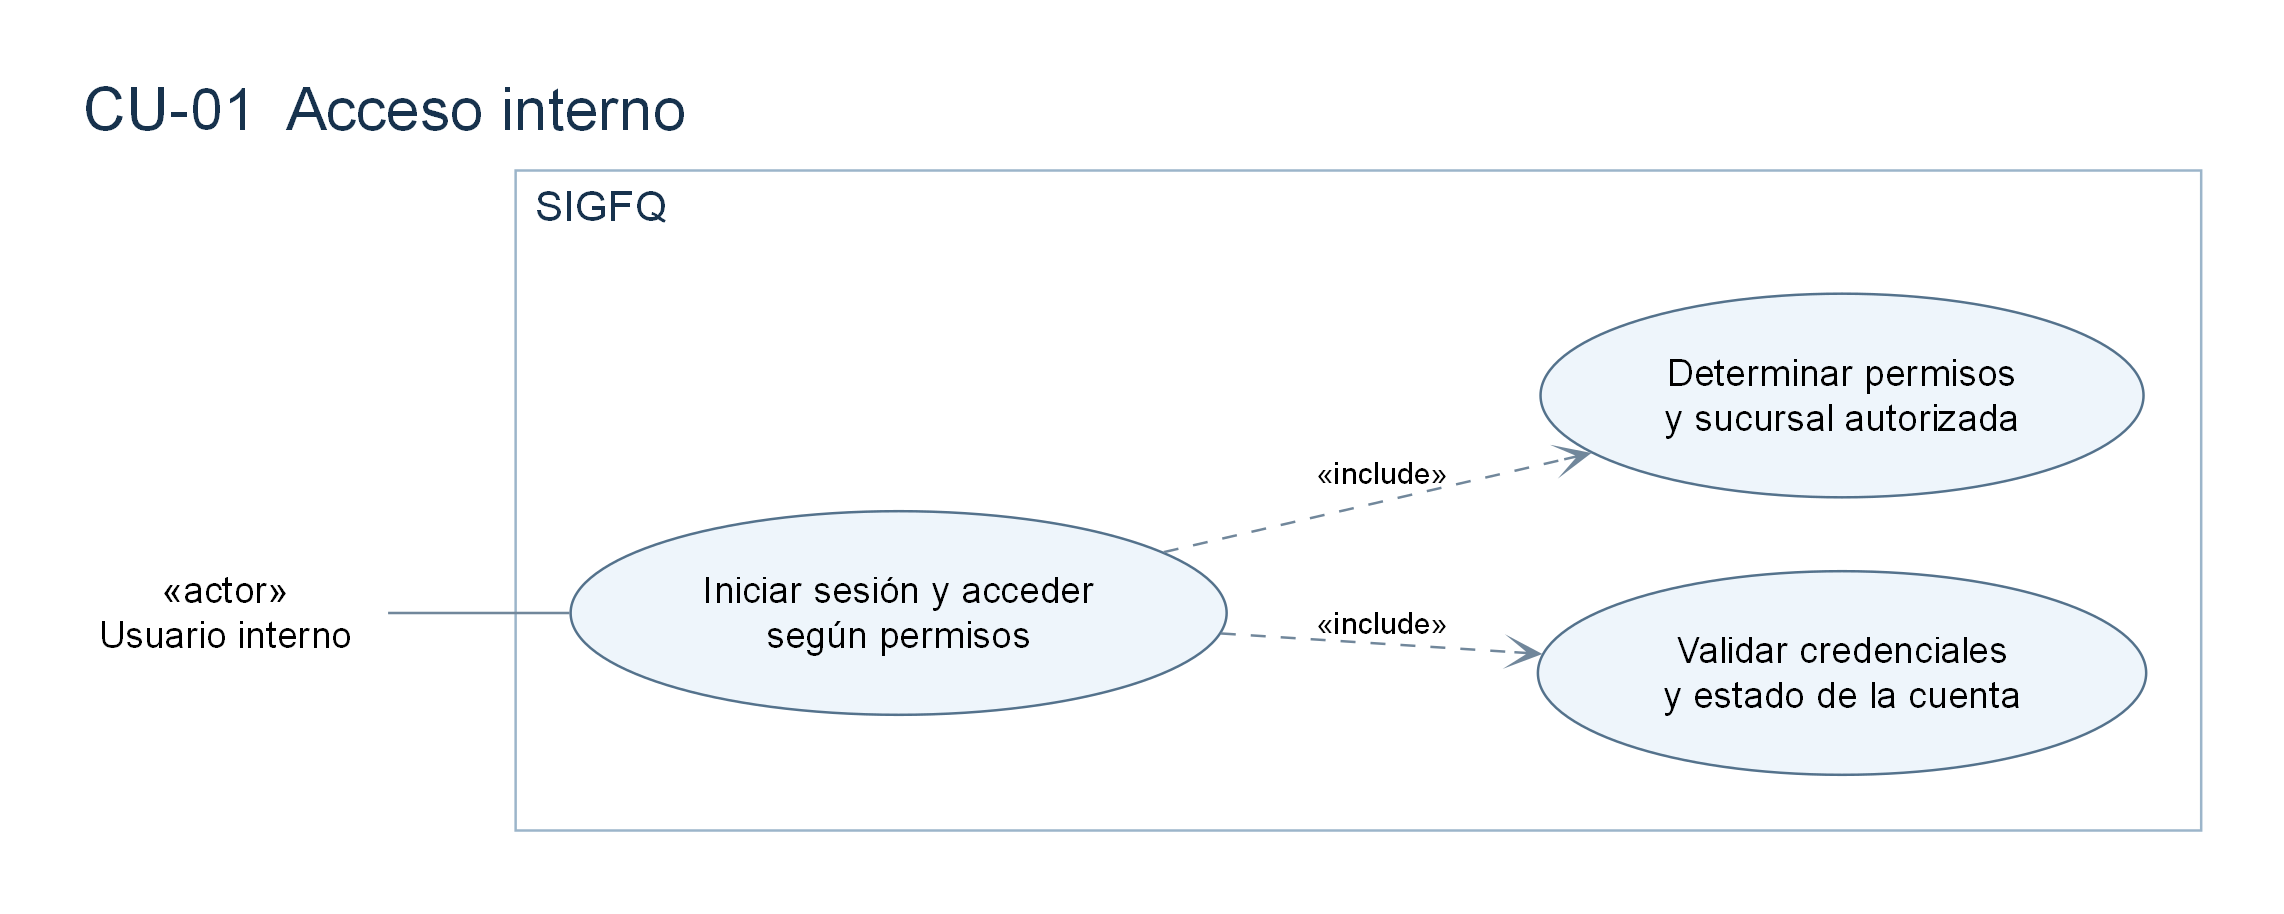 CU-01  Acceso interno
SIGFQ
Determinar permisos
y sucursal autorizada
«include»
«actor»
Usuario interno
Iniciar sesión y acceder
según permisos
«include»
Validar credenciales
y estado de la cuenta